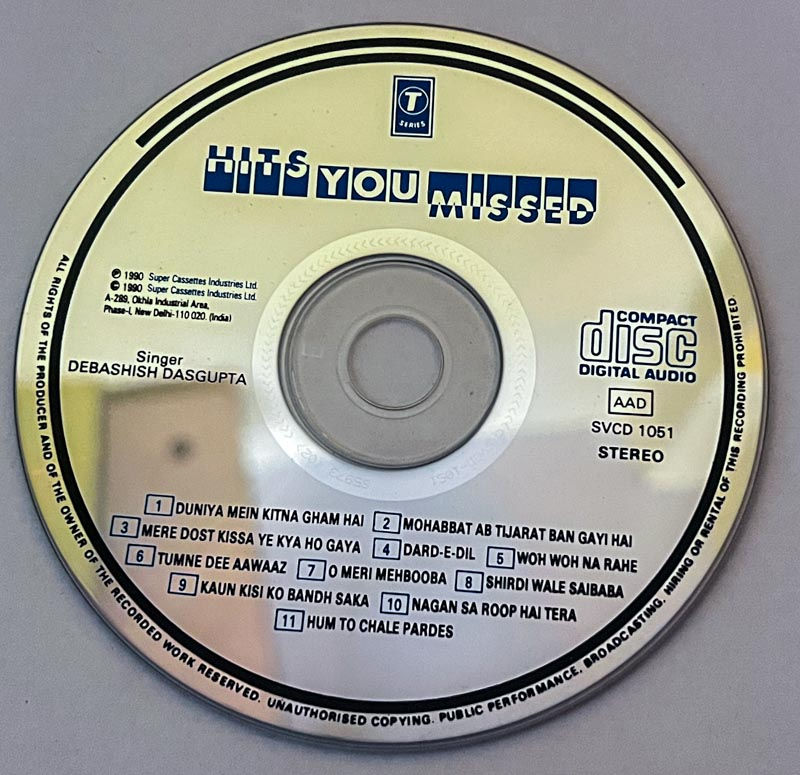 T
SERIES
HITS YOU MISSED
℗ 1990 Super Cassettes Industries Ltd.
© 1990 Super Cassettes Industries Ltd.
A-289, Okhla Industrial Area,
Phase-I, New Delhi-110 020. (India)
Singer
DEBASHISH DASGUPTA
COMPACT
disc
DIGITAL AUDIO
AAD
SVCD 1051
STEREO
1 DUNIYA MEIN KITNA GHAM HAI 2 MOHABBAT AB TIJARAT BAN GAYI HAI
3 MERE DOST KISSA YE KYA HO GAYA 4 DARD-E-DIL 5 WOH WOH NA RAHE
6 TUMNE DEE AAWAAZ 7 O MERI MEHBOOBA 8 SHIRDI WALE SAIBABA
9 KAUN KISI KO BANDH SAKA 10 NAGAN SA ROOP HAI TERA
11 HUM TO CHALE PARDES
ALL RIGHTS OF THE PRODUCER AND OF THE OWNER OF THE RECORDED WORK RESERVED. UNAUTHORISED COPYING. PUBLIC PERFORMANCE, BROADCASTING. HIRING OR RENTAL OF THIS RECORDING PROHIBITED.